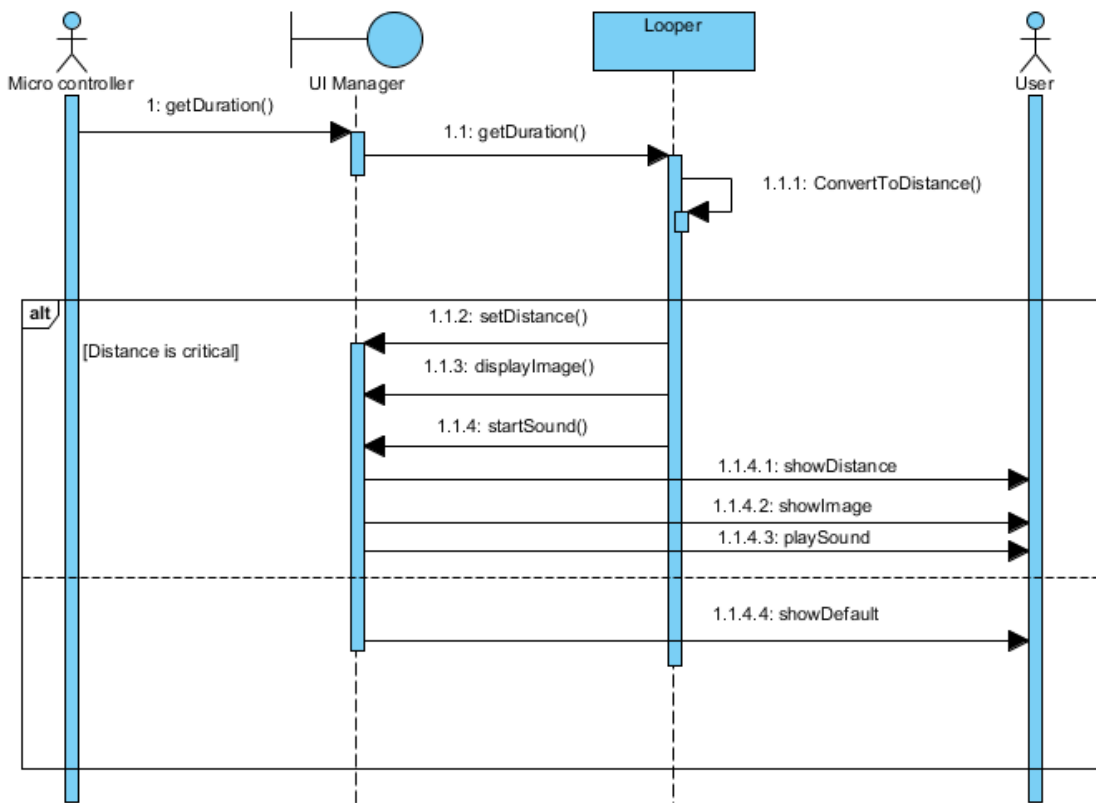 Looper
Micro controller
UI Manager
User
1: getDuration()
1.1: getDuration()
1.1.1: ConvertToDistance()
alt
1.1.2: setDistance()
[Distance is critical]
1.1.3: displayImage()
1.1.4: startSound()
1.1.4.1: showDistance
1.1.4.2: showImage
1.1.4.3: playSound
1.1.4.4: showDefault